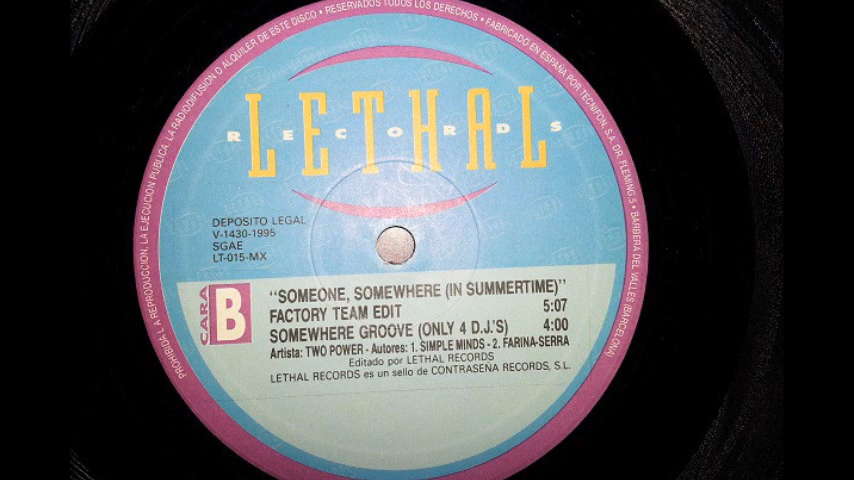 PROHIBIDA LA REPRODUCCION, LA EJECUCION PUBLICA, LA RADIODIFUSION O ALQUILER DE ESTE DISCO • RESERVADOS TODOS LOS DERECHOS • FABRICADO EN ESPAÑA POR TECNIFON, S.A. DR. FLEMING, 5 • BARBERA DEL VALLES (BARCELONA)
LETHAL
RECORDS
DEPOSITO LEGAL
V-1430-1995
SGAE
LT-015-MX
CARA
B
"SOMEONE, SOMEWHERE (IN SUMMERTIME)"
FACTORY TEAM EDIT 5:07
SOMEWHERE GROOVE (ONLY 4 D.J.'S) 4:00
Artista: TWO POWER - Autores: 1. SIMPLE MINDS - 2. FARINA-SERRA
Editado por LETHAL RECORDS
LETHAL RECORDS es un sello de CONTRASEÑA RECORDS, S.L.